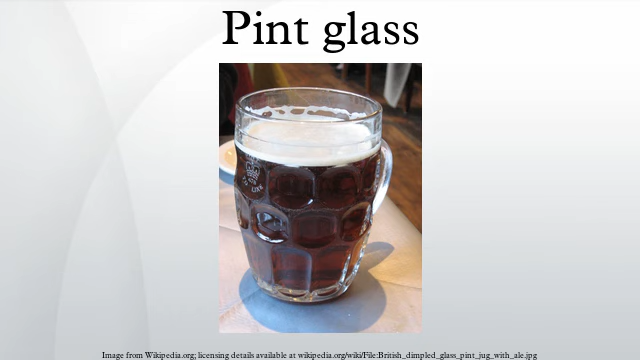 Pint glass
Image from Wikipedia.org; licensing details available at wikipedia.org/wiki/File:British_dimpled_glass_pint_jug_with_ale.jpg